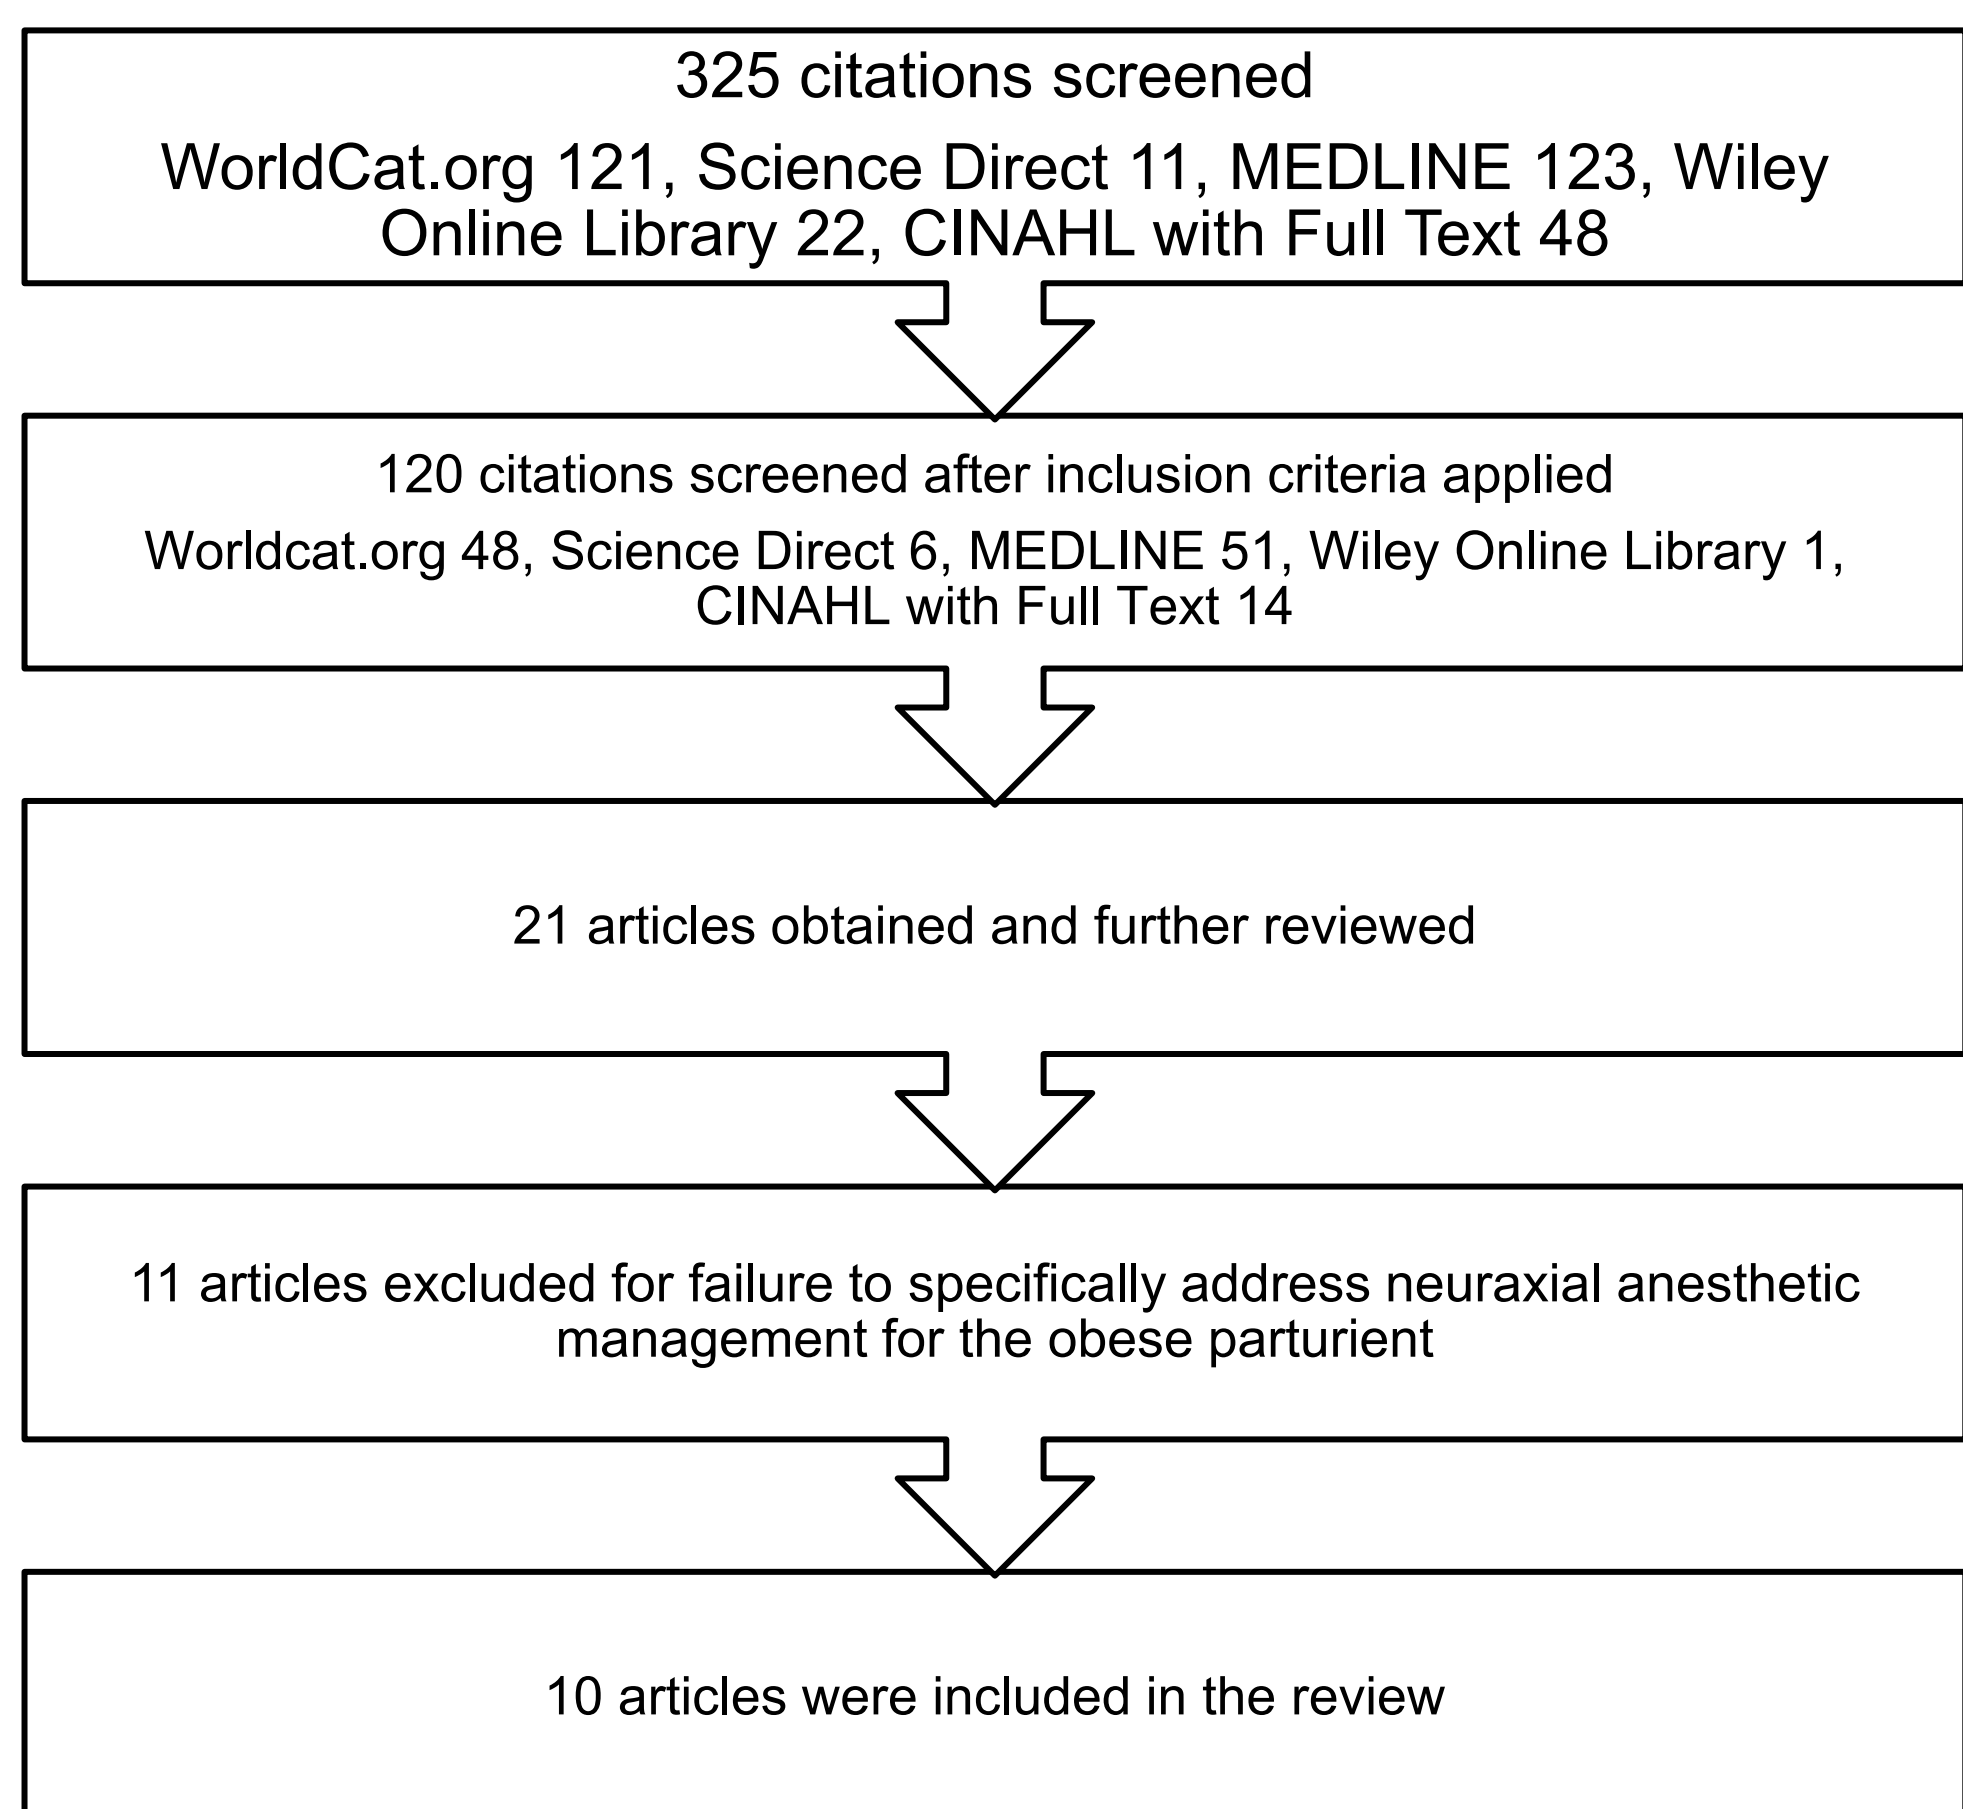 325 citations screened
WorldCat.org 121, Science Direct 11, MEDLINE 123, Wiley
Online Library 22, CINAHL with Full Text 48
120 citations screened after inclusion criteria applied
Worldcat.org 48, Science Direct 6, MEDLINE 51, Wiley Online Library 1,
CINAHL with Full Text 14
21 articles obtained and further reviewed
11 articles excluded for failure to specifically address neuraxial anesthetic
management for the obese parturient
10 articles were included in the review